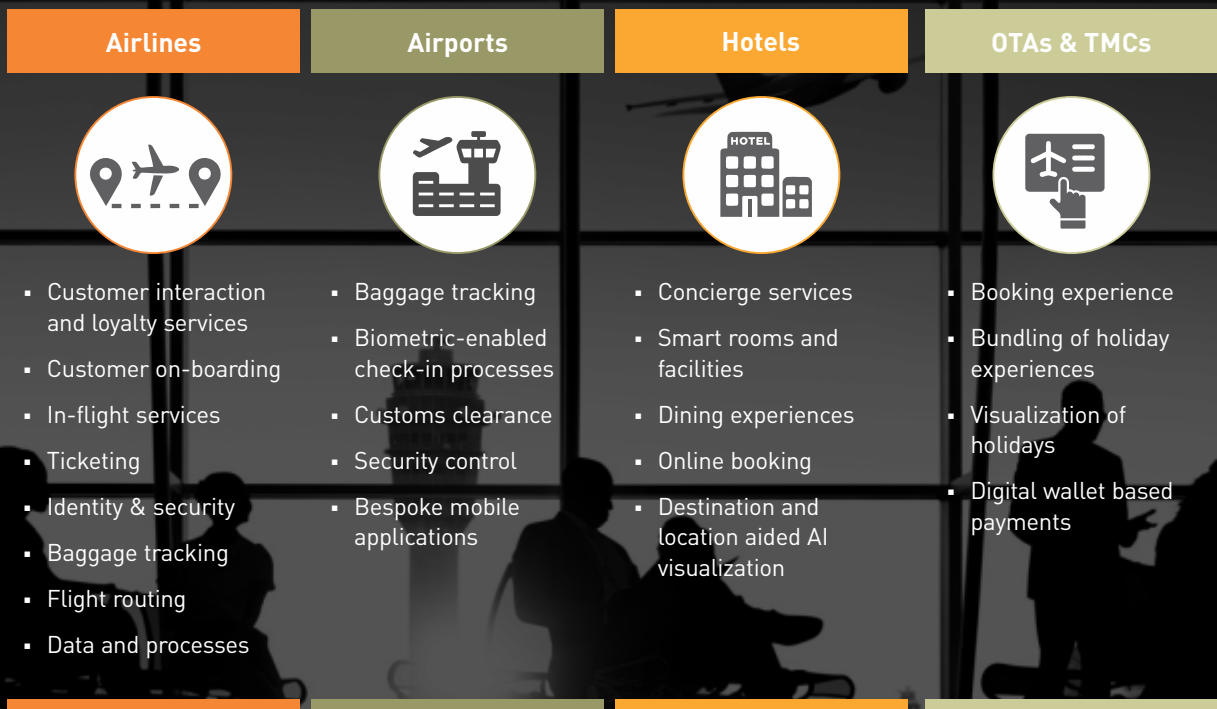 Airlines
Airports
Hotels
OTAs & TMCs
HOTEL
▪ Customer interaction
and loyalty services
▪ Customer on-boarding
▪ In-flight services
▪ Ticketing
▪ Identity & security
▪ Baggage tracking
▪ Flight routing
▪ Data and processes
▪ Baggage tracking
▪ Biometric-enabled
check-in processes
▪ Customs clearance
▪ Security control
▪ Bespoke mobile
applications
▪ Concierge services
▪ Smart rooms and
facilities
▪ Dining experiences
▪ Online booking
▪ Destination and
location aided AI
visualization
▪ Booking experience
▪ Bundling of holiday
experiences
▪ Visualization of
holidays
▪ Digital wallet based
payments